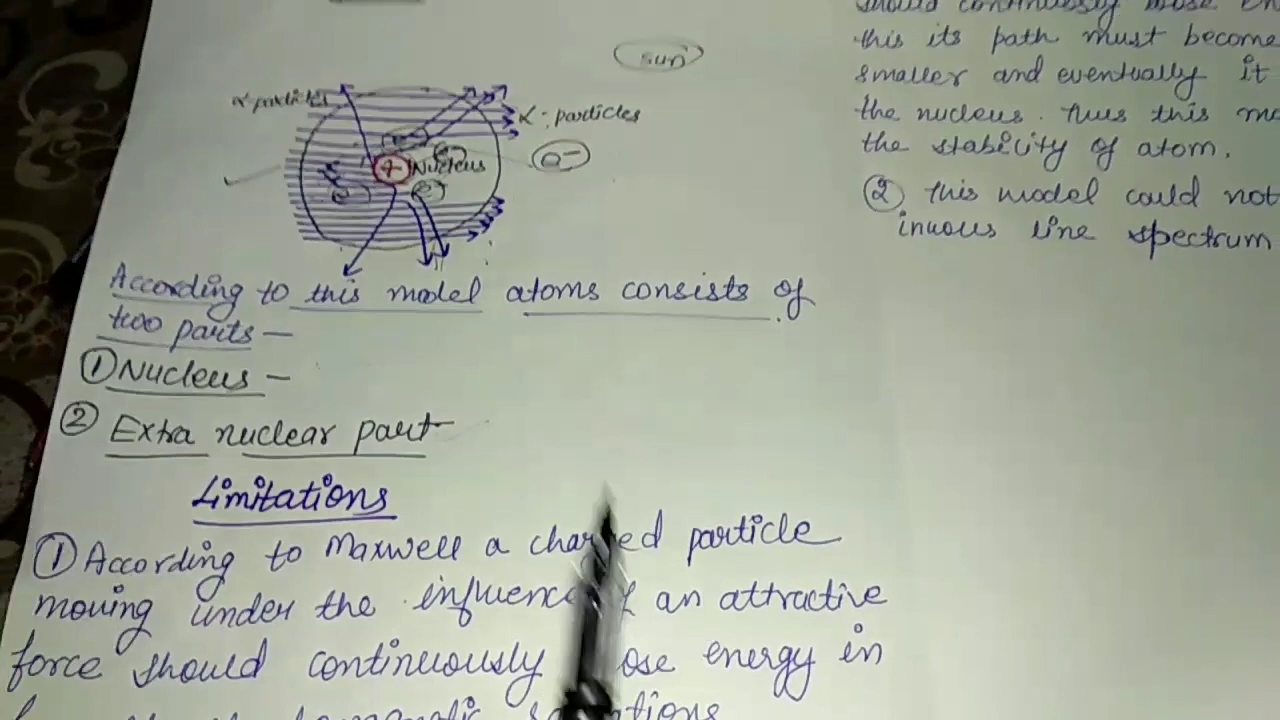 sun
α particles
α-particles
+ Nucleus
e-
e-
e-
According to this model atoms consists of
two parts —
① Nucleus —
② Extra nuclear part
Limitations
① According to Maxwell a charged particle
moving under the influence of an attractive
force should continuously lose energy in
should continuously
this its path must become
smaller and eventually it
the nucleus. Thus this
the stability of atom.
② this model could not
inuous line spectrum